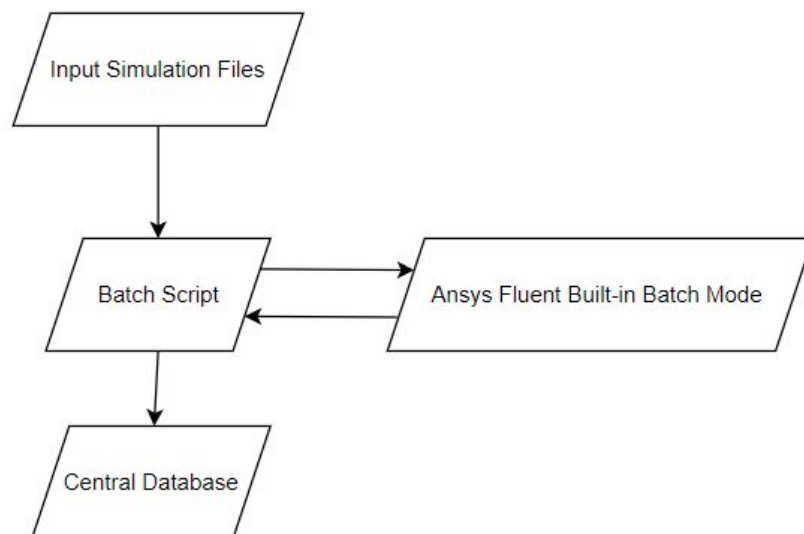 Input Simulation Files
Batch Script
Ansys Fluent Built-in Batch Mode
Central Database